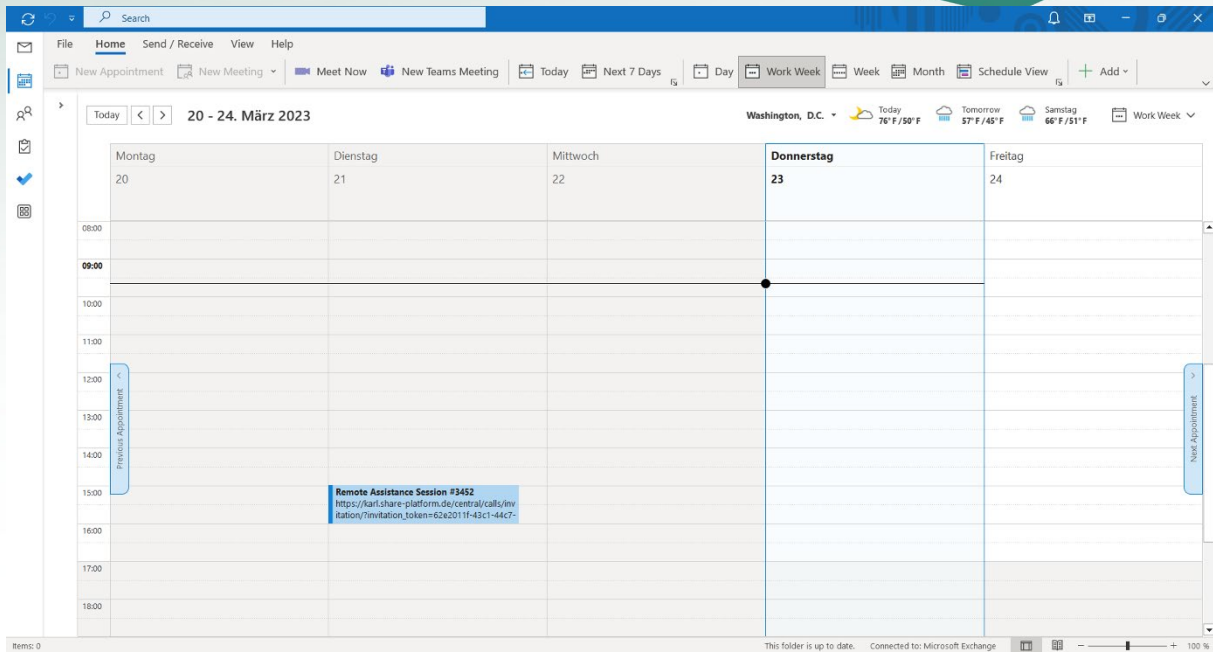 Search
File Home Send / Receive View Help
New Appointment New Meeting Meet Now New Teams Meeting Today Next 7 Days Day Work Week Week Month Schedule View Add
Today < > 20 - 24. März 2023 Washington, D.C. Today 76° F / 50° F Tomorrow 57° F / 45° F Samstag 66° F / 51° F Work Week
Montag Dienstag Mittwoch Donnerstag Freitag
20 21 22 23 24
08:00
09:00
10:00
11:00
12:00
13:00
14:00
Previous Appointment
Next Appointment
15:00
Remote Assistance Session #3452
https://karl.share-platform.de/central/calls/inv
itation/?invitation_token=62e2011f-43c1-44c7-
16:00
17:00
18:00
Items: 0 This folder is up to date. Connected to: Microsoft Exchange 100 %